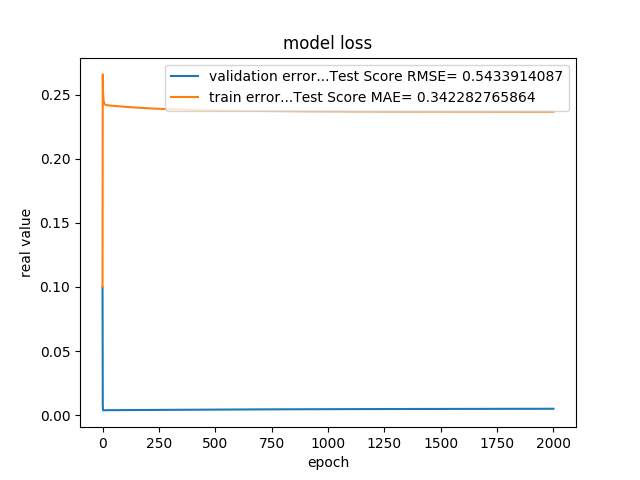 model loss
validation error...Test Score RMSE= 0.5433914087
train error...Test Score MAE= 0.342282765864
real value
0.25
0.20
0.15
0.10
0.05
0.00
0 250 500 750 1000 1250 1500 1750 2000
epoch